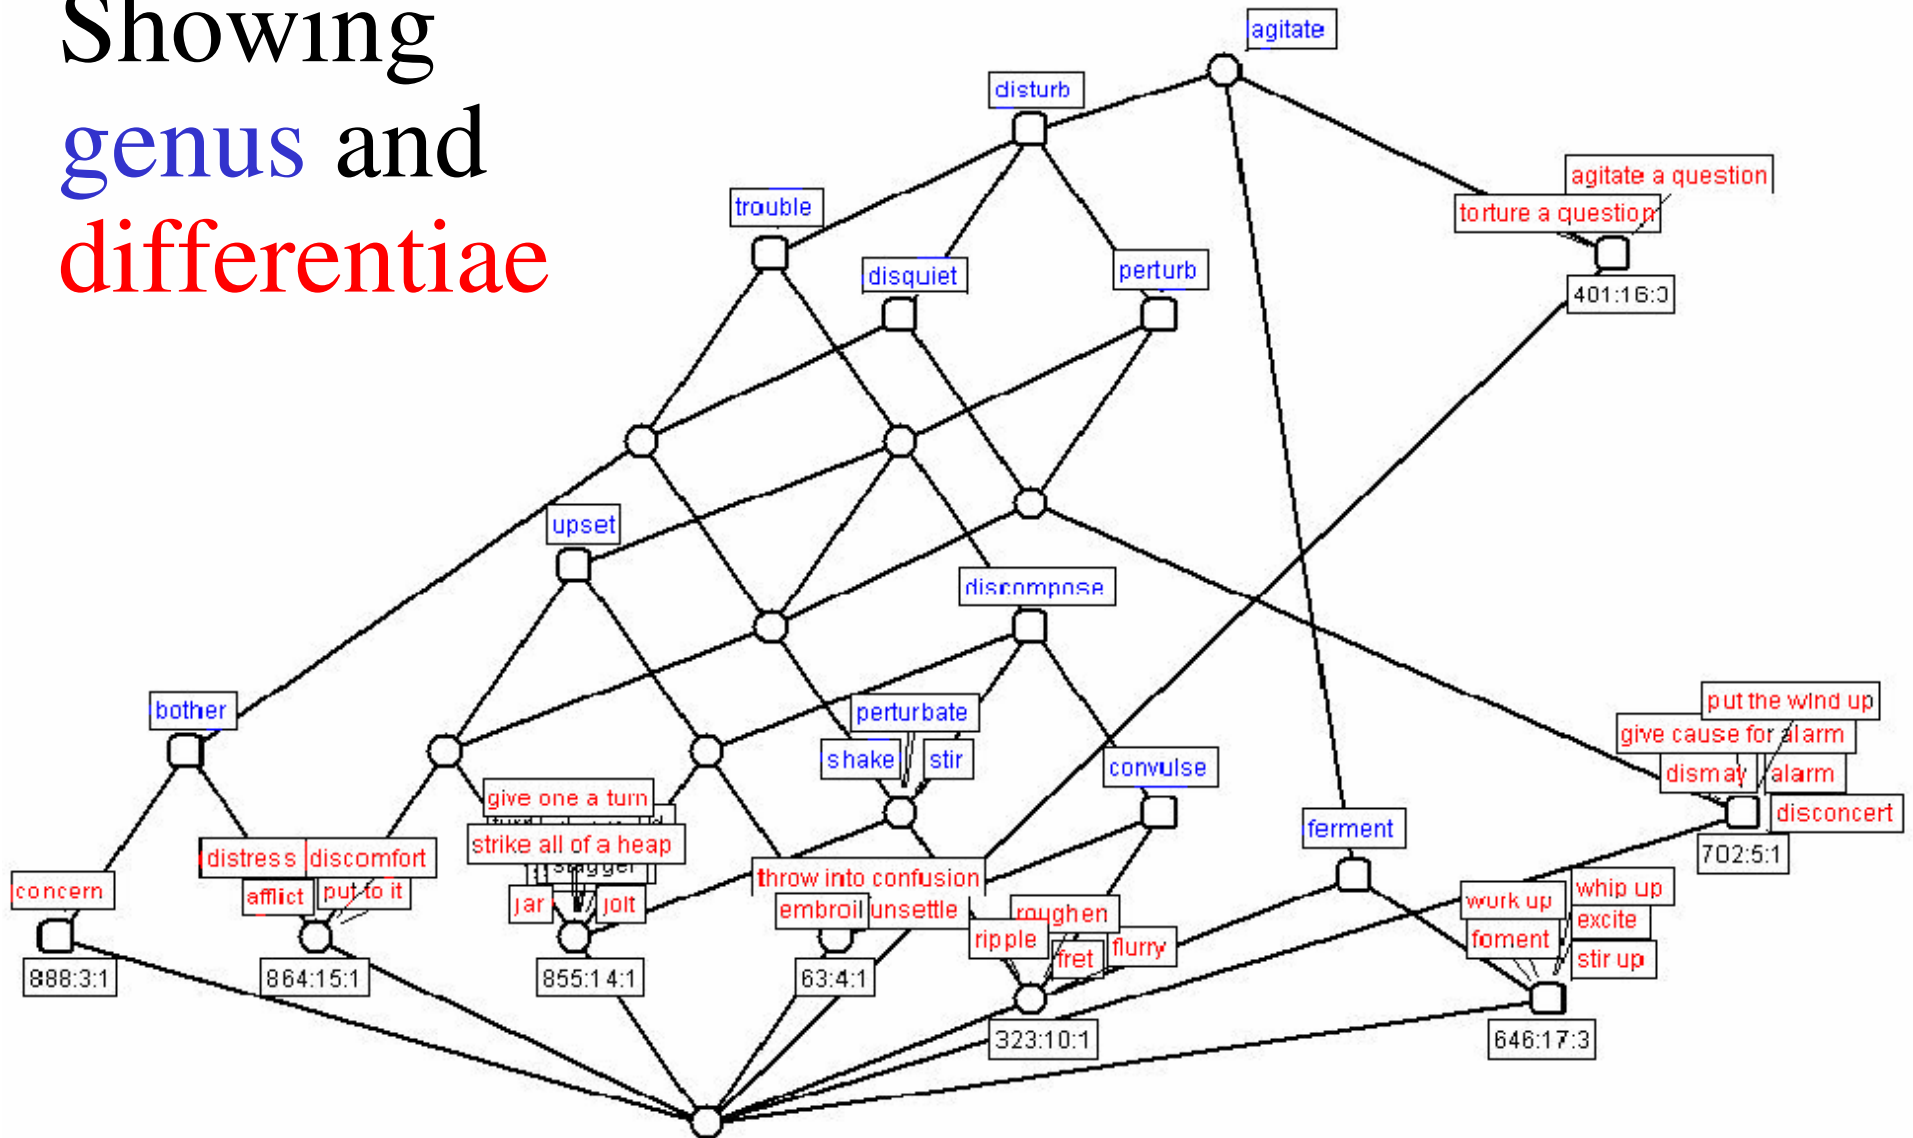 Showing
genus and
differentiae
agitate
disturb
agitate a question
trouble
torture a question
disquiet
perturb
401:16:3
upset
discompose
bother
perturbate
put the wind up
give cause for alarm
shake
stir
convulse
dismay
alarm
give one a turn
disconcert
ferment
strike all of a heap
distress
discomfort
702:5:1
stagger
throw into confusion
concern
afflict
put to it
work up
whip up
jar
jolt
embroil
unsettle
roughen
excite
ripple
flurry
foment
fret
stir up
888:3:1
864:15:1
855:14:1
63:4:1
323:10:1
646:17:3